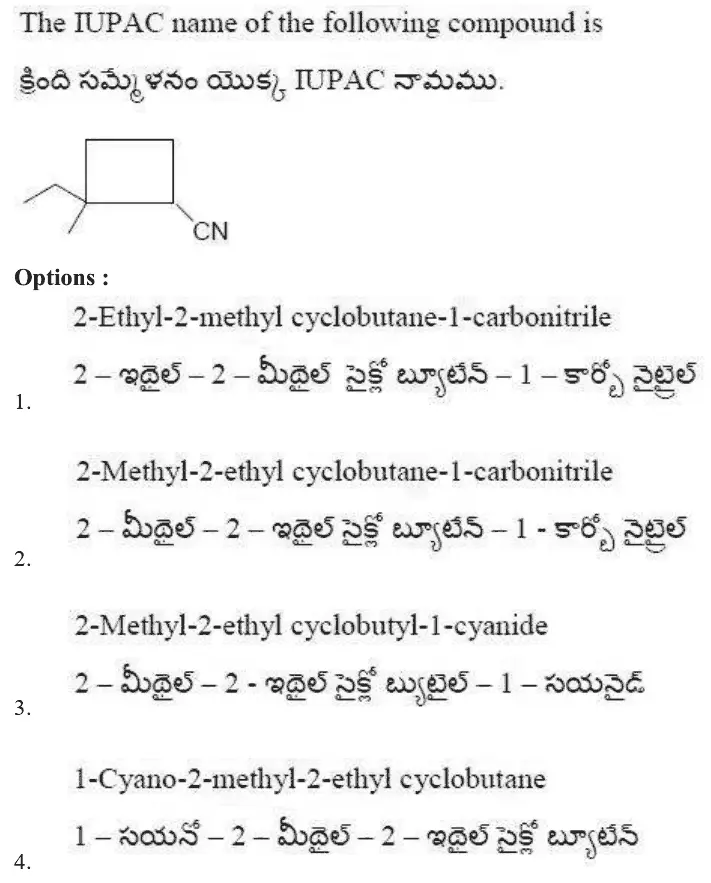 The IUPAC name of the following compound is
క్రింది సమ్మేళనం యొక్క IUPAC నామము.
CN
Options :
2-Ethyl-2-methyl cyclobutane-1-carbonitrile
2 – ఇథైల్ – 2 – మీథైల్ సైక్లో బ్యూటేన్ – 1 – కార్బో నైట్రైల్
1.
2-Methyl-2-ethyl cyclobutane-1-carbonitrile
2 – మీథైల్ – 2 – ఇథైల్ సైక్లో బ్యూటేన్ – 1 - కార్బో నైట్రైల్
2.
2-Methyl-2-ethyl cyclobutyl-1-cyanide
2 – మీథైల్ – 2 - ఇథైల్ సైక్లో బ్యుటైల్ – 1 – సయనైడ్
3.
1-Cyano-2-methyl-2-ethyl cyclobutane
1 – సయనో – 2 – మీథైల్ – 2 – ఇథైల్ సైక్లో బ్యూటేన్
4.